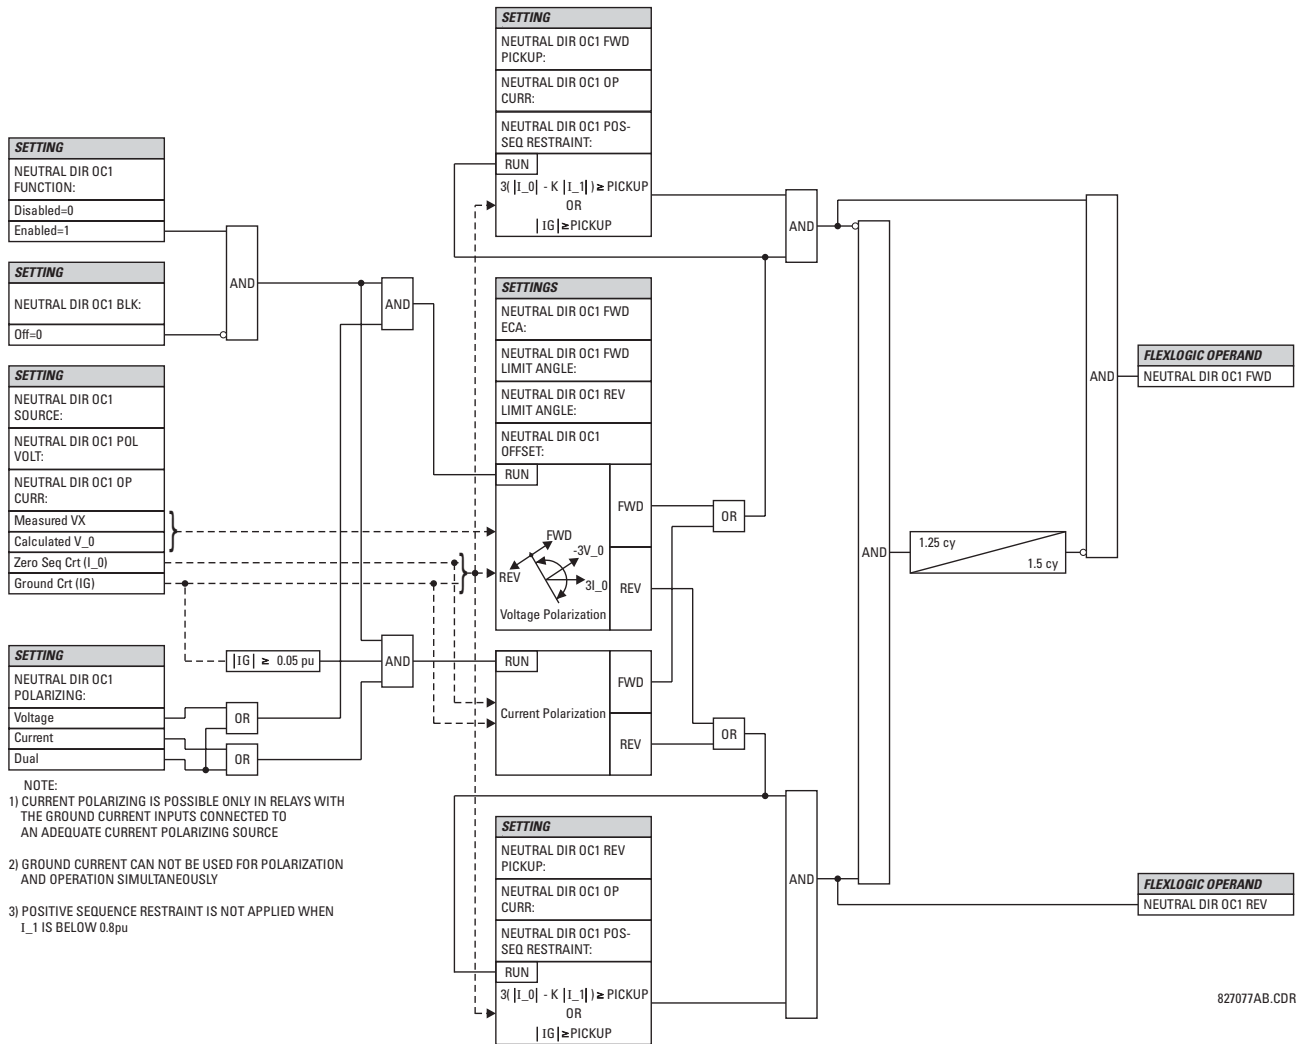 SETTING
NEUTRAL DIR OC1 FWD
PICKUP:
NEUTRAL DIR OC1 OP
CURR:
NEUTRAL DIR OC1 POS-
SEQ RESTRAINT:
RUN
3( |I_0| - K |I_1| ) ≥ PICKUP
OR
| IG | ≥ PICKUP
AND
SETTING
NEUTRAL DIR OC1
FUNCTION:
Disabled=0
Enabled=1
SETTING
NEUTRAL DIR OC1 BLK:
Off=0
AND
AND
SETTING
NEUTRAL DIR OC1
SOURCE:
NEUTRAL DIR OC1 POL
VOLT:
NEUTRAL DIR OC1 OP
CURR:
Measured VX
Calculated V_0
Zero Seq Crt (I_0)
Ground Crt (IG)
SETTING
NEUTRAL DIR OC1
POLARIZING:
Voltage
Current
Dual
OR
OR
|IG| ≥ 0.05 pu
AND
SETTINGS
NEUTRAL DIR OC1 FWD
ECA:
NEUTRAL DIR OC1 FWD
LIMIT ANGLE:
NEUTRAL DIR OC1 REV
LIMIT ANGLE:
NEUTRAL DIR OC1
OFFSET:
RUN
FWD
REV
FWD
-3V_0
REV
3I_0
Voltage Polarization
RUN
Current Polarization
FWD
REV
OR
OR
SETTING
NEUTRAL DIR OC1 REV
PICKUP:
NEUTRAL DIR OC1 OP
CURR:
NEUTRAL DIR OC1 POS-
SEQ RESTRAINT:
RUN
3( |I_0| - K |I_1| ) ≥ PICKUP
OR
| IG | ≥ PICKUP
AND
AND
1.25 cy
1.5 cy
AND
FLEXLOGIC OPERAND
NEUTRAL DIR OC1 FWD
FLEXLOGIC OPERAND
NEUTRAL DIR OC1 REV
NOTE:
1) CURRENT POLARIZING IS POSSIBLE ONLY IN RELAYS WITH
THE GROUND CURRENT INPUTS CONNECTED TO
AN ADEQUATE CURRENT POLARIZING SOURCE
2) GROUND CURRENT CAN NOT BE USED FOR POLARIZATION
AND OPERATION SIMULTANEOUSLY
3) POSITIVE SEQUENCE RESTRAINT IS NOT APPLIED WHEN
I_1 IS BELOW 0.8pu
827077AB.CDR